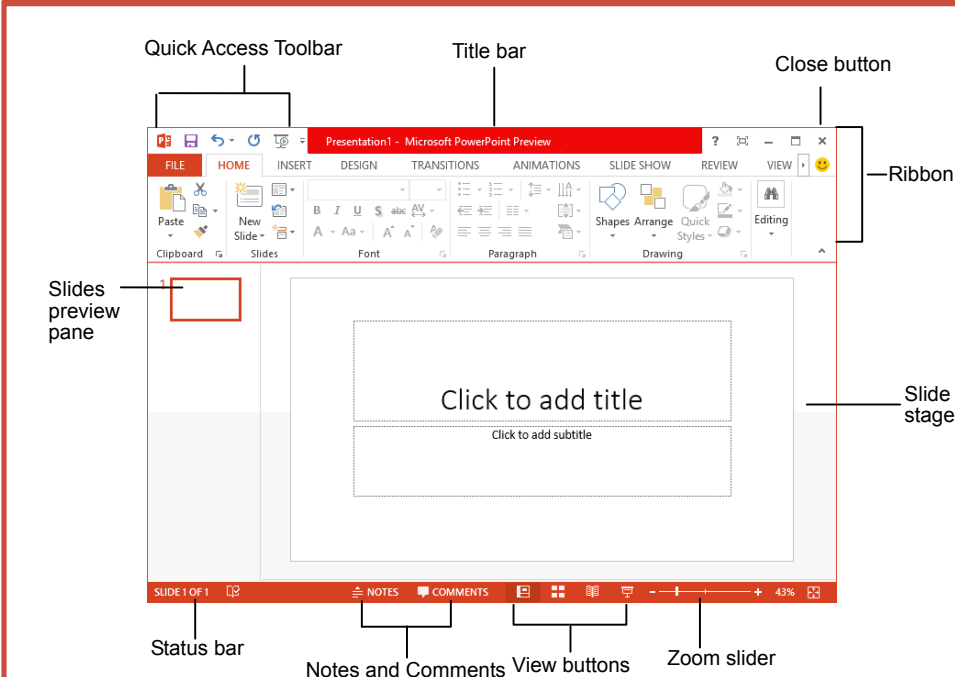 Quick Access Toolbar
Title bar
Close button
Presentation1 - Microsoft PowerPoint Preview
?
FILE HOME INSERT DESIGN TRANSITIONS ANIMATIONS SLIDE SHOW REVIEW VIEW
Ribbon
Paste
New
Slide
B I U S abc AV
A Aa A A
Shapes Arrange Quick
Styles
Editing
Clipboard Slides Font Paragraph Drawing
Slides
preview
pane
1
Click to add title
Click to add subtitle
Slide
stage
SLIDE 1 OF 1 NOTES COMMENTS - + 43%
Status bar
Notes and Comments
View buttons
Zoom slider